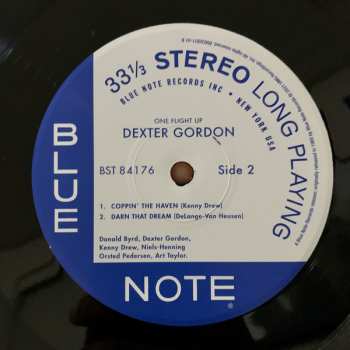 33 1/3 STEREO LONG PLAYING
BLUE NOTE RECORDS INC • NEW YORK USA
ONE FLIGHT UP
DEXTER GORDON
BST 84176 Side 2
1. COPPIN' THE HAVEN (Kenny Drew)
2. DARN THAT DREAM (DeLange-Van Heusen)
Donald Byrd, Dexter Gordon,
Kenny Drew, Niels-Henning
Orsted Pedersen, Art Taylor.
BLUE
NOTE®